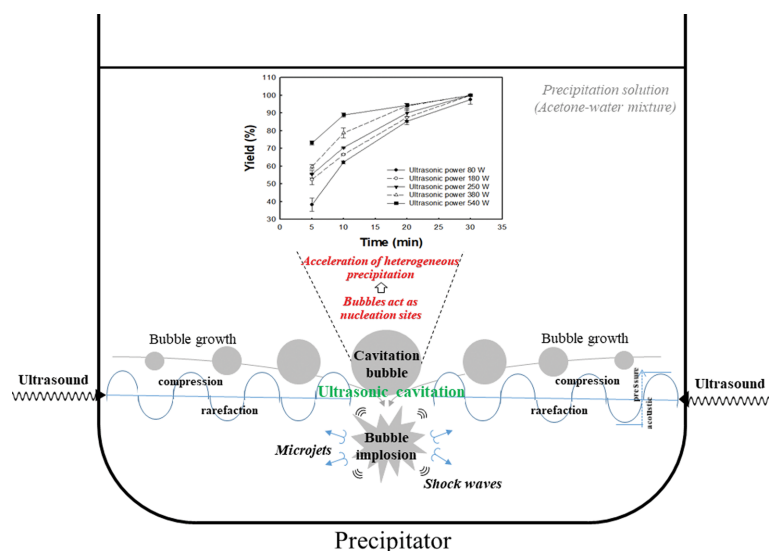 Precipitation solution
(Acetone-water mixture)
110
100
90
80
70
60
50
40
30
Yield (%)
Ultrasonic power 80 W
Ultrasonic power 180 W
Ultrasonic power 250 W
Ultrasonic power 380 W
Ultrasonic power 540 W
0 5 10 15 20 25 30 35
Time (min)
Acceleration of heterogeneous
precipitation
Bubbles act as
nucleation sites
Bubble growth
Bubble growth
Cavitation
bubble
Ultrasound
compression
Ultrasonic cavitation
compression
Ultrasound
rarefaction
rarefaction
acoustic
pressure
Bubble
implosion
Microjets
Shock waves
Precipitator